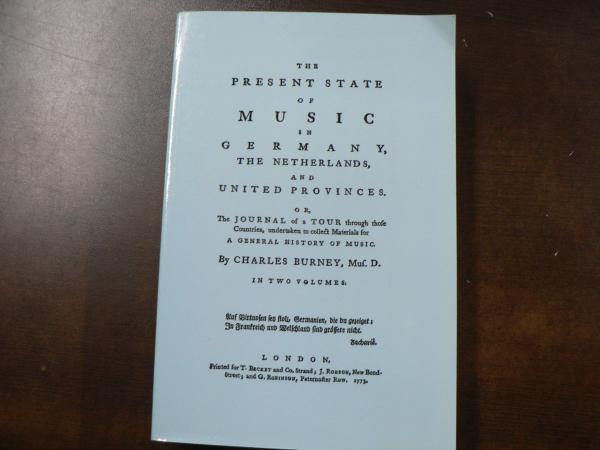 THE
PRESENT STATE
OF
MUSIC
IN
GERMANY,
THE NETHERLANDS,
AND
UNITED PROVINCES.
OR,
The JOURNAL of a TOUR through thoſe
Countries, undertaken to collect Materials for
A GENERAL HISTORY OF MUSIC.
By CHARLES BURNEY, Muſ. D.
IN TWO VOLUMES:
Auf Virtuoſen ſey ſtolz, Germanien, die du gezeiget;
In Frankreich und Welſchland ſind gröſſere nicht.
Zachariä.
LONDON,
Printed for T. BECKET and Co. Strand; J. ROBSON, New Bond-
Street; and G. ROBINSON, Paternoſter Row. 1773.